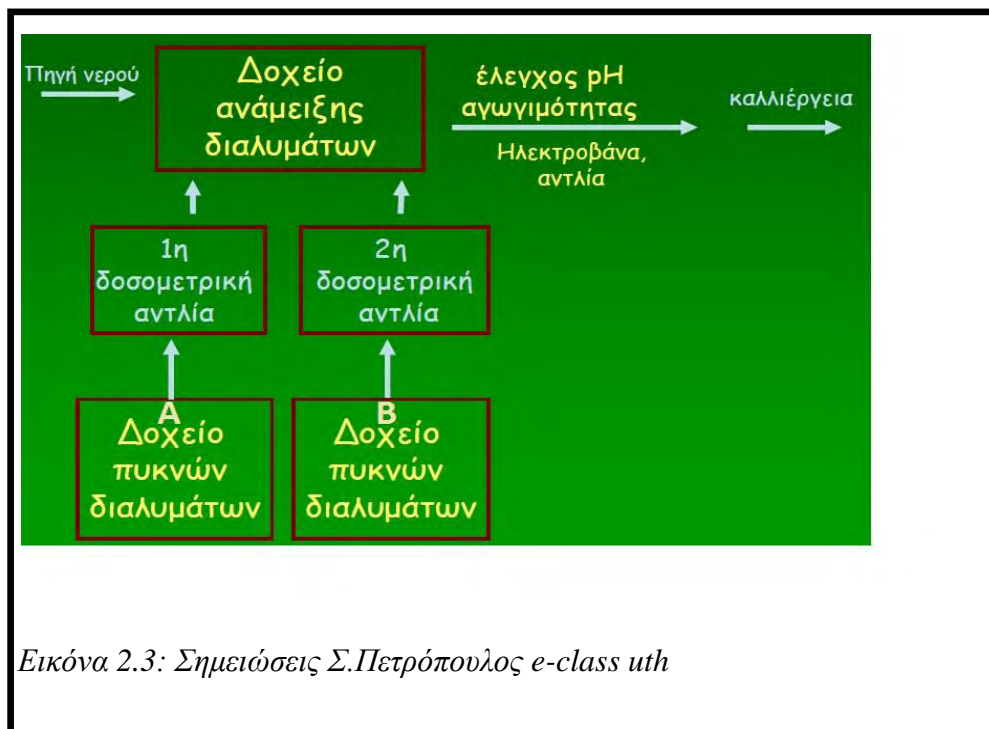 Πηγή νερού
Δοχείο
ανάμειξης
διαλυμάτων
έλεγχος pH
αγωγιμότητας
Ηλεκτροβάνα,
αντλία
καλλιέργεια
1η
δοσομετρική
αντλία
2η
δοσομετρική
αντλία
A
Δοχείο
πυκνών
διαλυμάτων
B
Δοχείο
πυκνών
διαλυμάτων
Εικόνα 2.3: Σημειώσεις Σ.Πετρόπουλος e-class uth